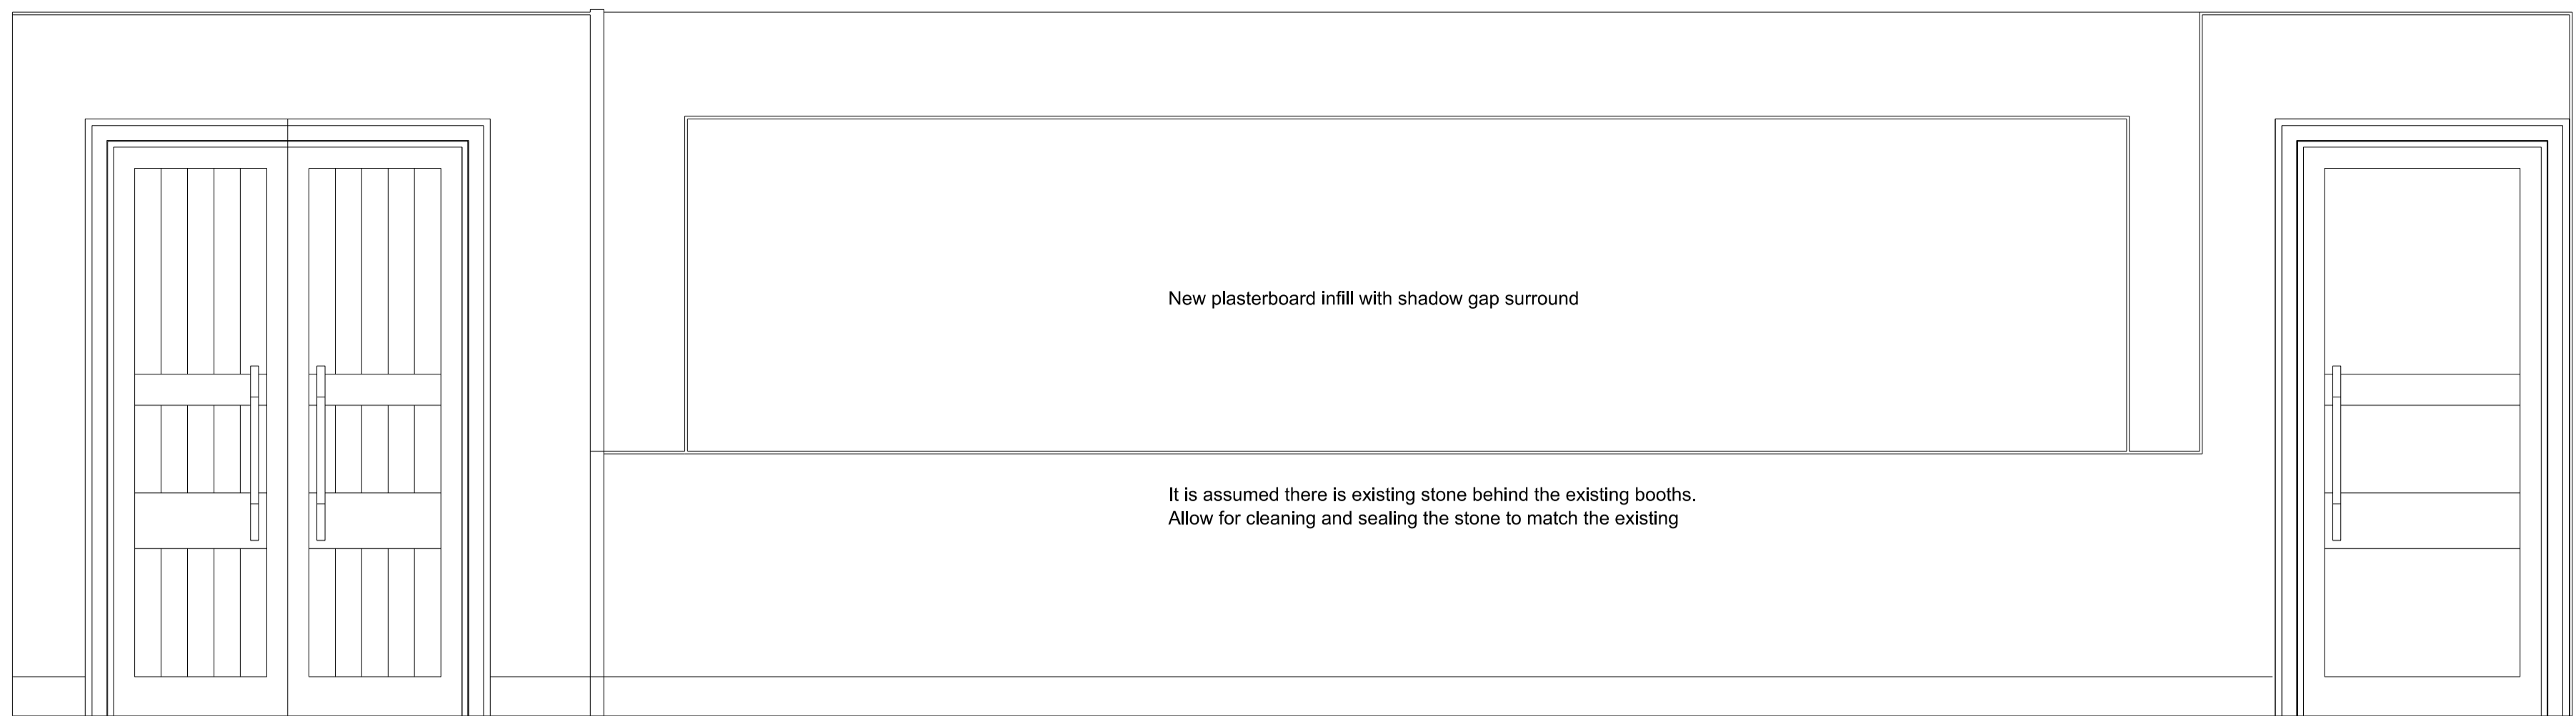 New plasterboard infill with shadow gap surround
It is assumed there is existing stone behind the existing booths.
Allow for cleaning and sealing the stone to match the existing